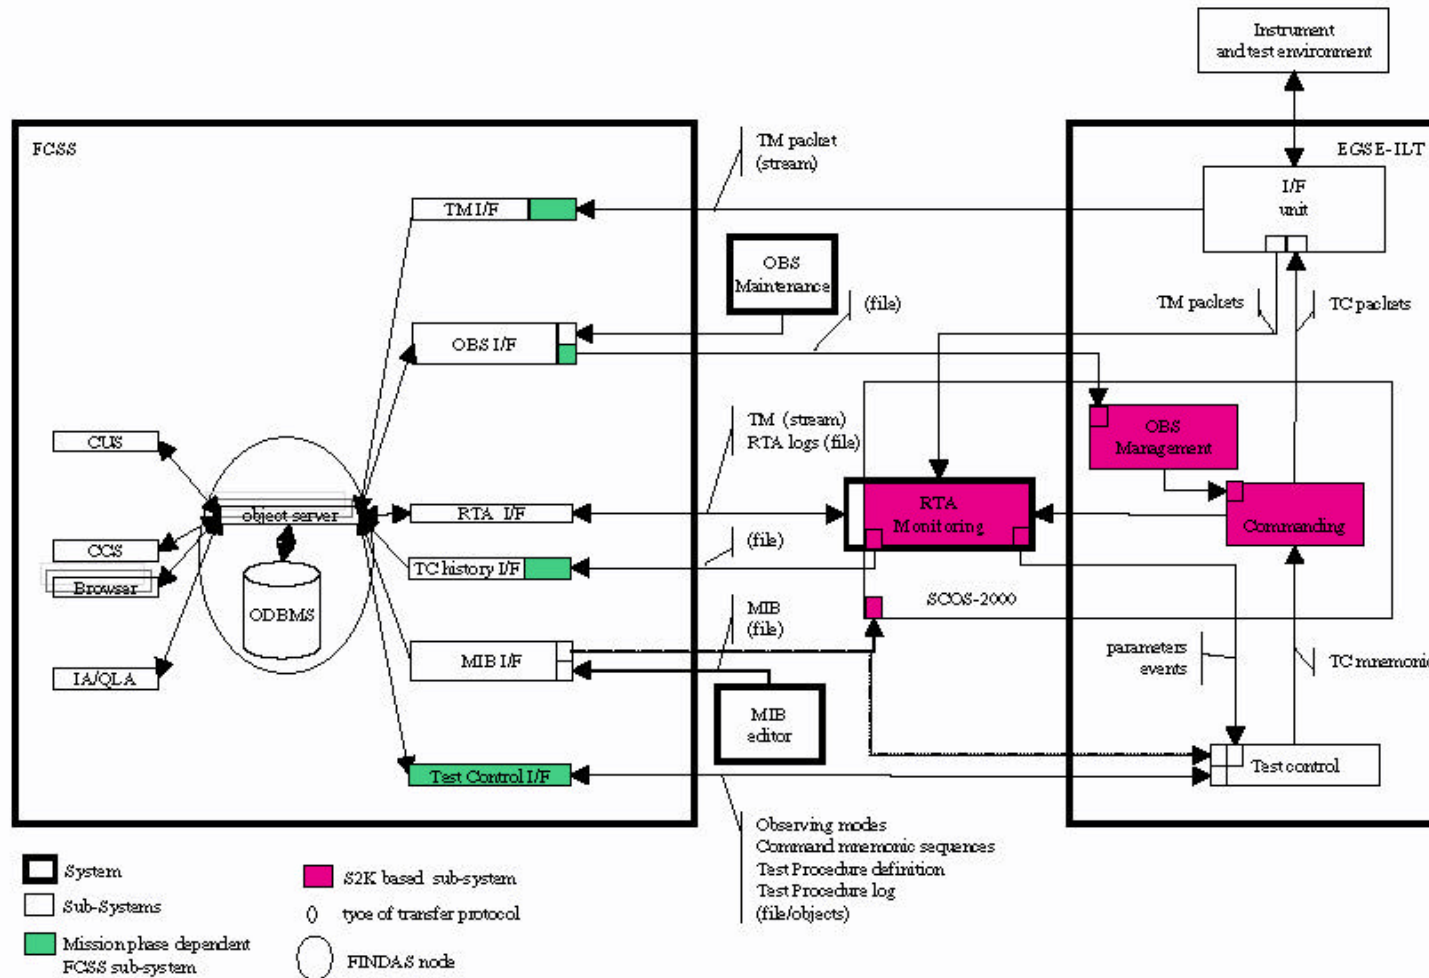 Instrument
and test environment
FCSS
TM packet
(stream)
EGSE-ILT
I/F
unit
TM I/F
OBS
Maintenance
(file)
TM packets
TC packets
OBS I/F
TM (stream)
RTA logs (file)
OBS
Management
CUS
object server
RTA I/F
RTA
Monitoring
Commanding
(file)
CCS
TC history I/F
Browser
ODBMS
SCOS-2000
MIB
(file)
MIB I/F
parameters
events
TC mnemonic
IA/QLA
MIB
editor
Test Control I/F
Test control
Observing modes
Command mnemonic sequences
Test Procedure definition
Test Procedure log
(file/objects)
System
S2K based sub-system
Sub-Systems
tyoe of transfer protocol
Mission phase dependent
FCSS sub-system
FINDAS node